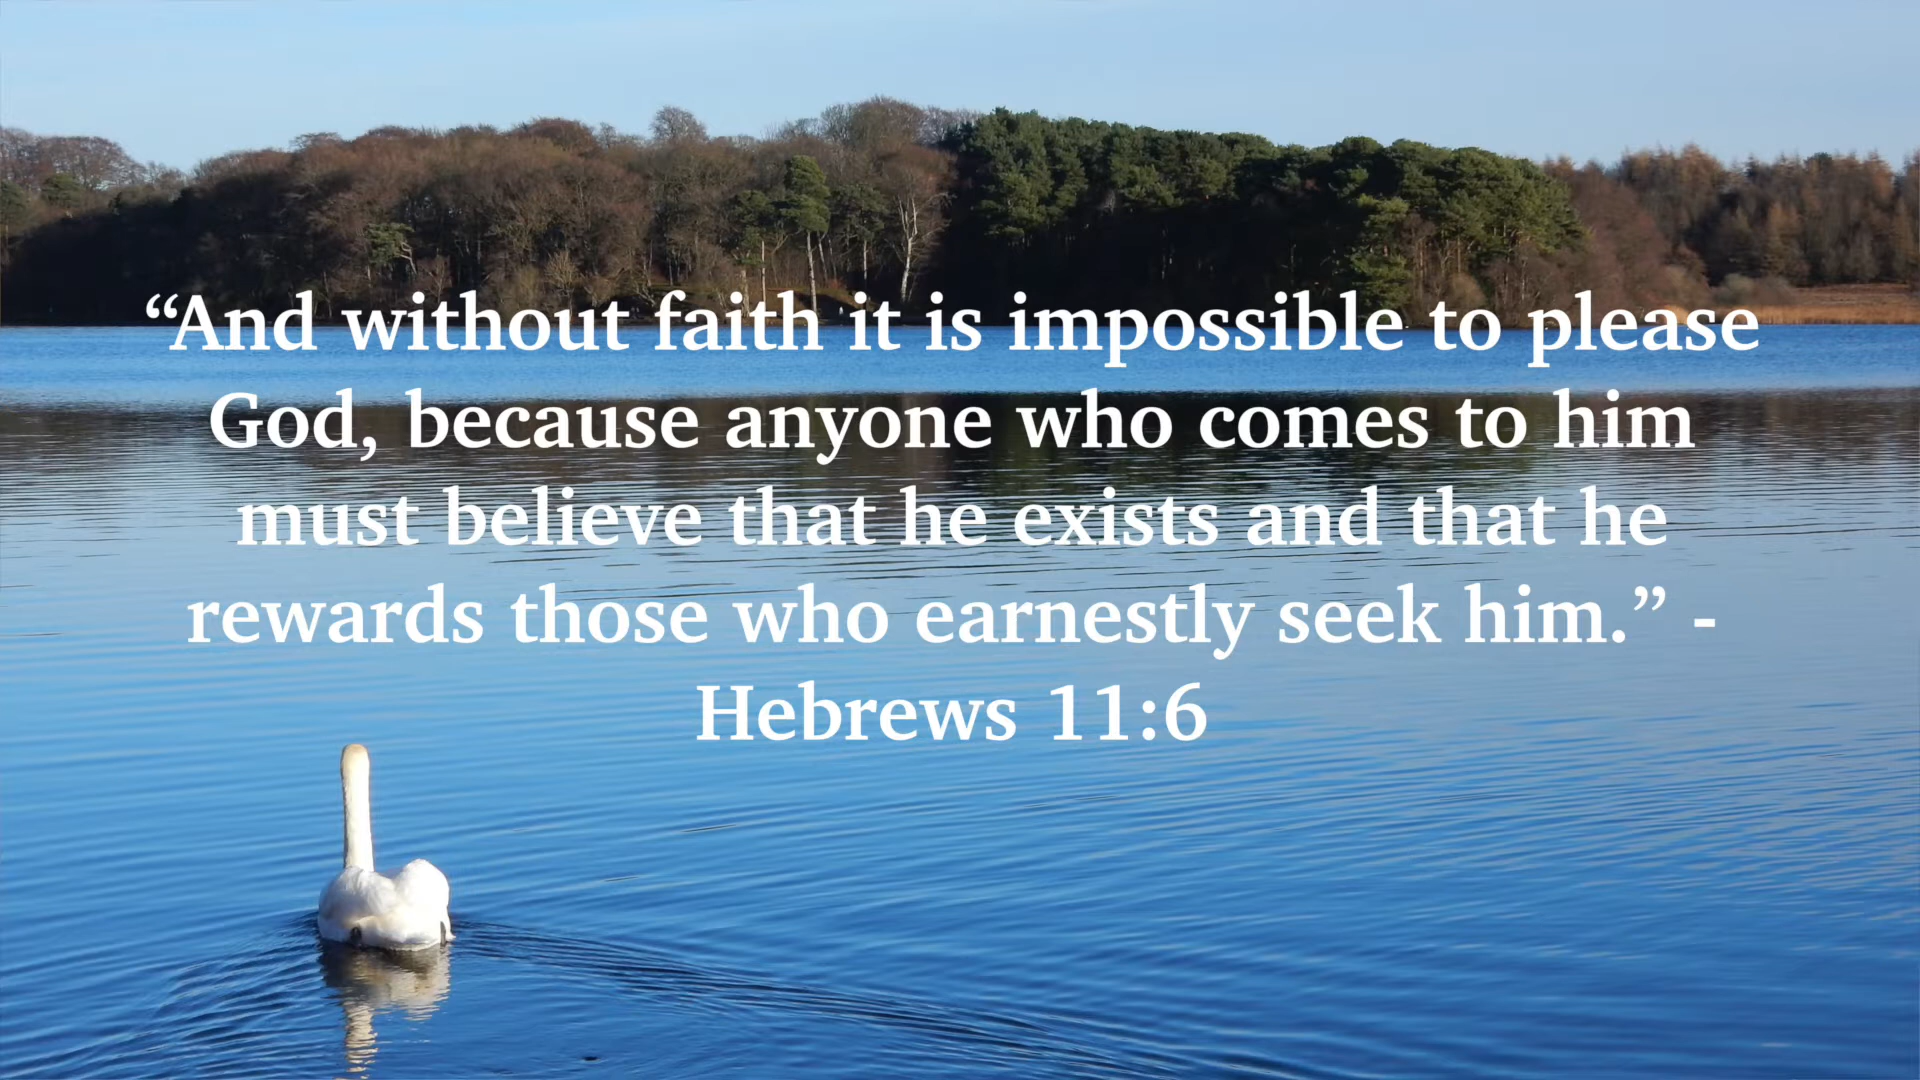 “And without faith it is impossible to please
God, because anyone who comes to him
must believe that he exists and that he
rewards those who earnestly seek him.” -
Hebrews 11:6